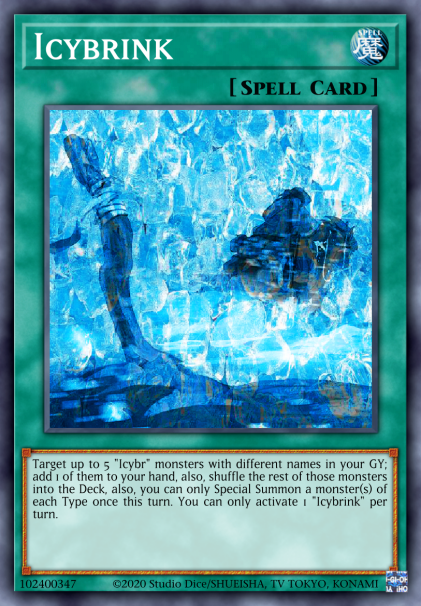 ICYBRINK
SPELL
魔
[SPELL CARD]
Target up to 5 "Icybr" monsters with different names in your GY;
add 1 of them to your hand, also, shuffle the rest of those monsters
into the Deck, also, you can only Special Summon a monster(s) of
each Type once this turn. You can only activate 1 "Icybrink" per
turn.
102400347 ©2020 Studio Dice/SHUEISHA, TV TOKYO, KONAMI